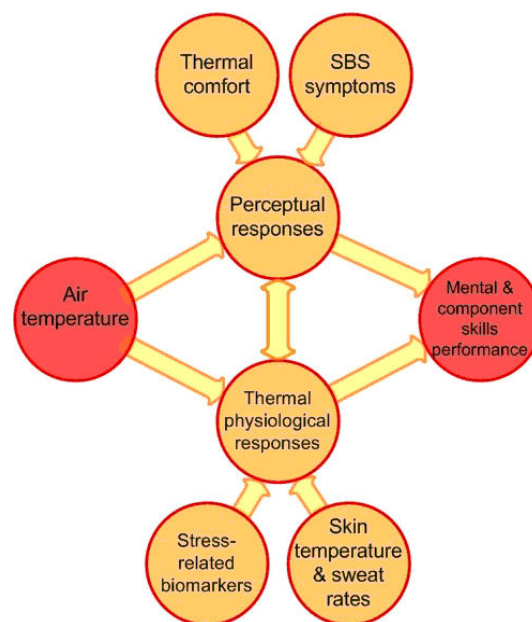 Thermal
comfort
SBS
symptoms
Perceptual
responses
Air
temperature
Mental &
component
skills
performance
Thermal
physiological
responses
Stress-
related
biomarkers
Skin
temperature
& sweat
rates